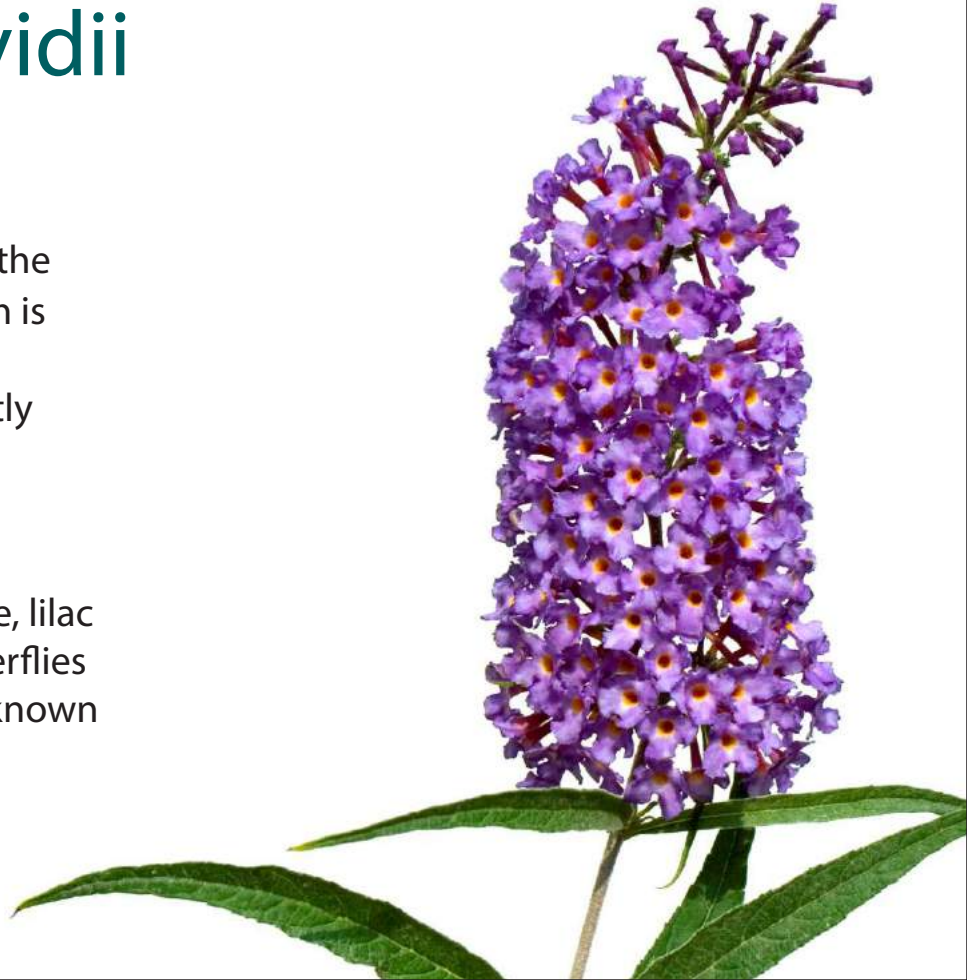 vidii
the
n is
tly
e, lilac
erflies
known